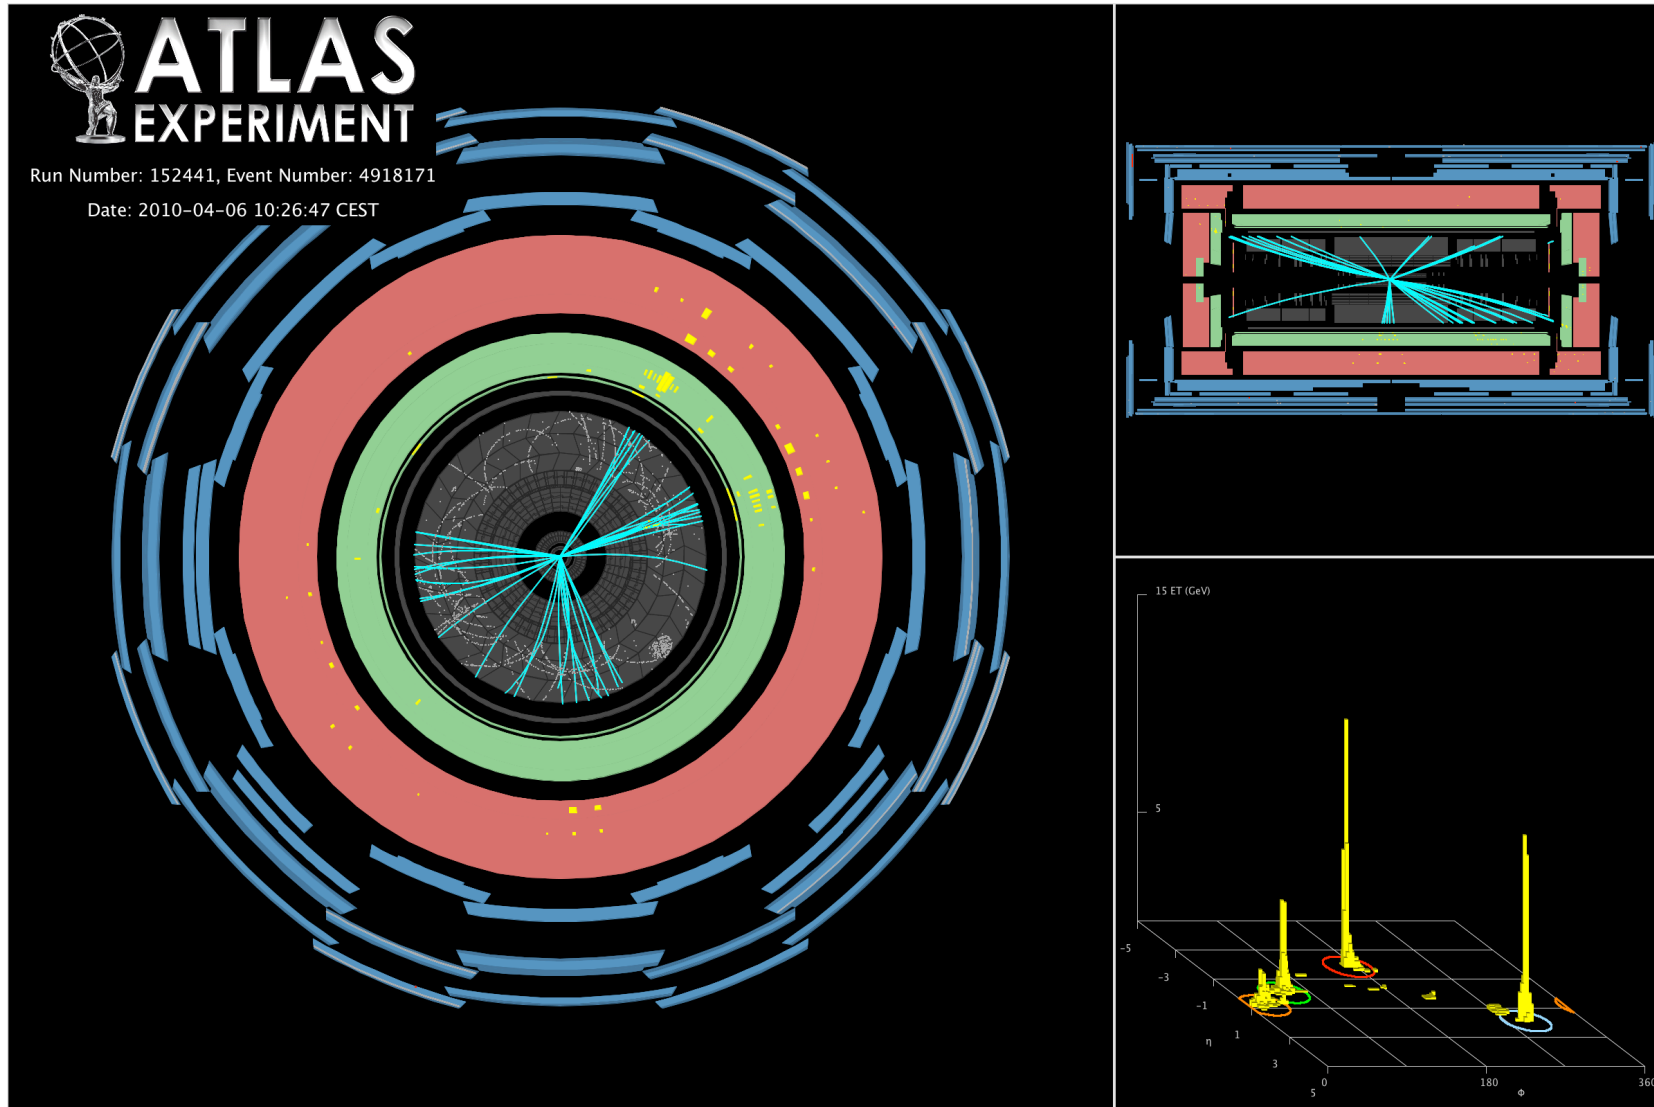 ATLAS
EXPERIMENT
Run Number: 152441, Event Number: 4918171
Date: 2010-04-06 10:26:47 CEST
15 ET (GeV)
5
-5
-3
-1
1
η
3
5
0
180
Φ
360